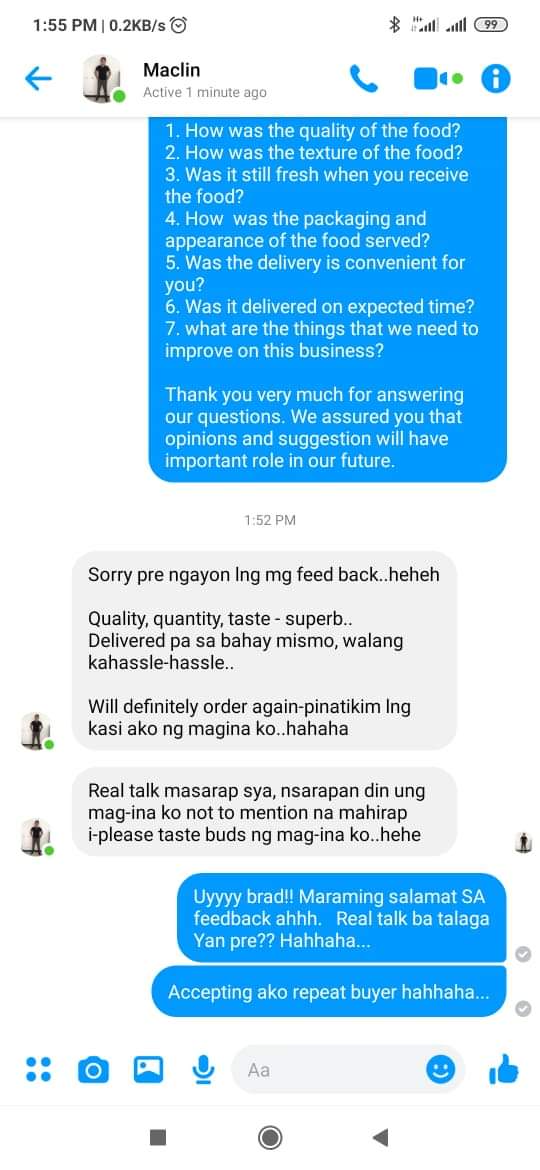 1:55 PM | 0.2KB/s
H+
99
Maclin
Active 1 minute ago
1. How was the quality of the food?
2. How was the texture of the food?
3. Was it still fresh when you receive
the food?
4. How  was the packaging and
appearance of the food served?
5. Was the delivery is convenient for
you?
6. Was it delivered on expected time?
7. what are the things that we need to
improve on this business?
Thank you very much for answering
our questions. We assured you that
opinions and suggestion will have
important role in our future.
1:52 PM
Sorry pre ngayon lng mg feed back..heheh
Quality, quantity, taste - superb..
Delivered pa sa bahay mismo, walang
kahassle-hassle..
Will definitely order again-pinatikim lng
kasi ako ng magina ko..hahaha
Real talk masarap sya, nsarapan din ung
mag-ina ko not to mention na mahirap
i-please taste buds ng mag-ina ko..hehe
Uyyyy brad!! Maraming salamat SA
feedback ahhh.   Real talk ba talaga
Yan pre?? Hahhaha...
Accepting ako repeat buyer hahhaha...
Aa